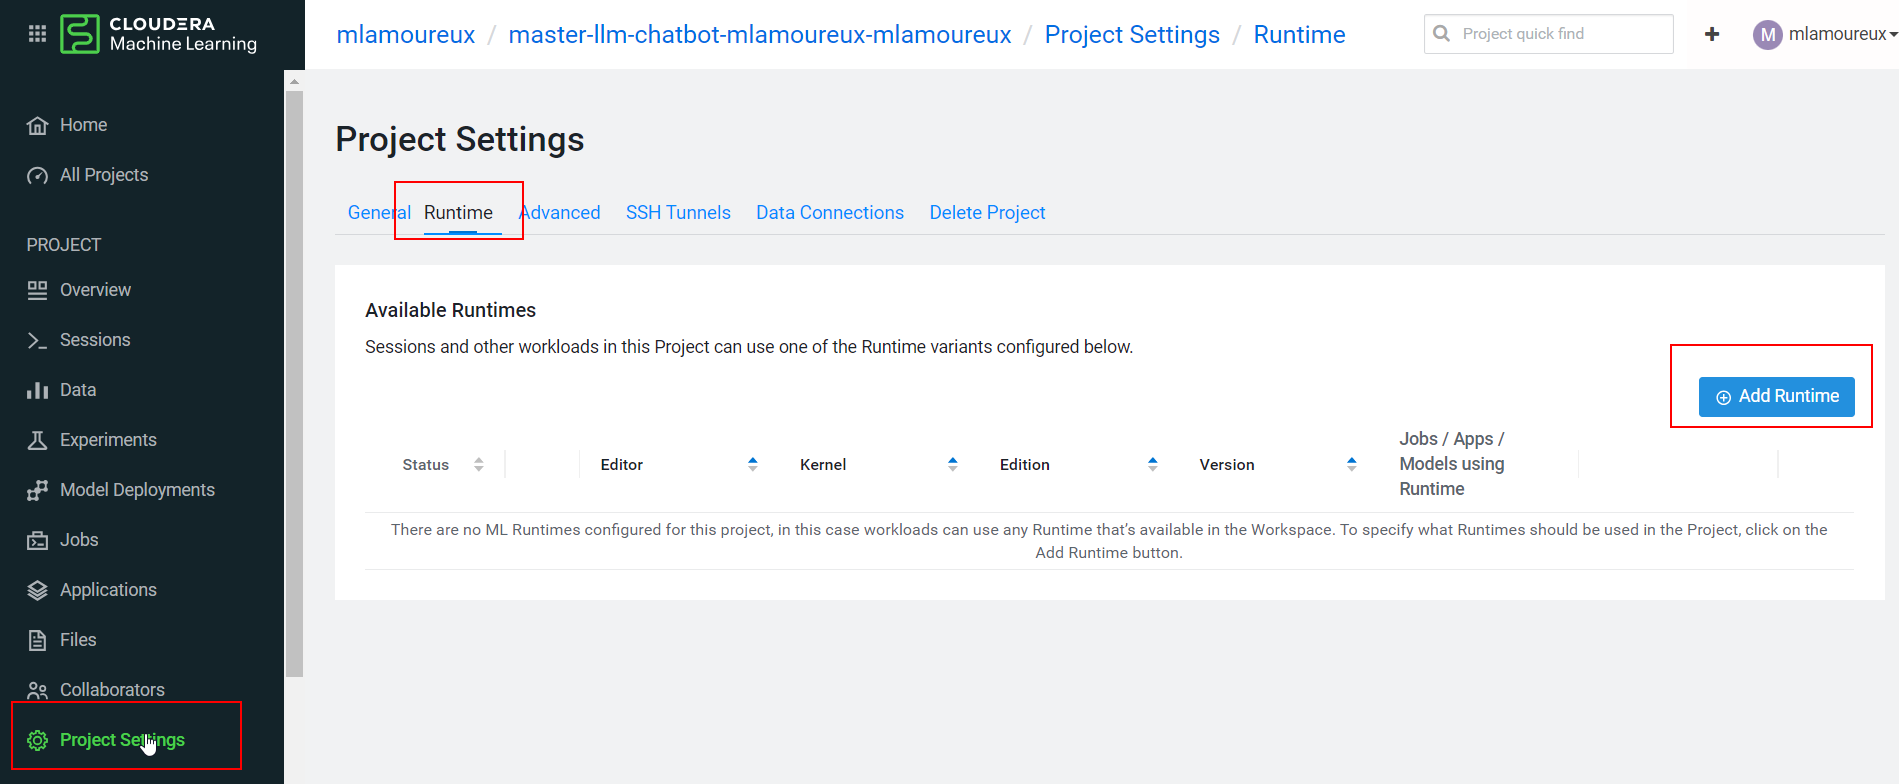 CLOUDERA
Machine Learning
mlamoureux / master-llm-chatbot-mlamoureux-mlamoureux / Project Settings / Runtime
Project quick find
M mlamoureux
Home
All Projects
PROJECT
Overview
Sessions
Data
Experiments
Model Deployments
Jobs
Applications
Files
Collaborators
Project Settings
Project Settings
General Runtime Advanced SSH Tunnels Data Connections Delete Project
Available Runtimes
Sessions and other workloads in this Project can use one of the Runtime variants configured below.
Add Runtime
Status Editor Kernel Edition Version
Jobs / Apps /
Models using
Runtime
There are no ML Runtimes configured for this project, in this case workloads can use any Runtime that’s available in the Workspace. To specify what Runtimes should be used in the Project, click on the
Add Runtime button.